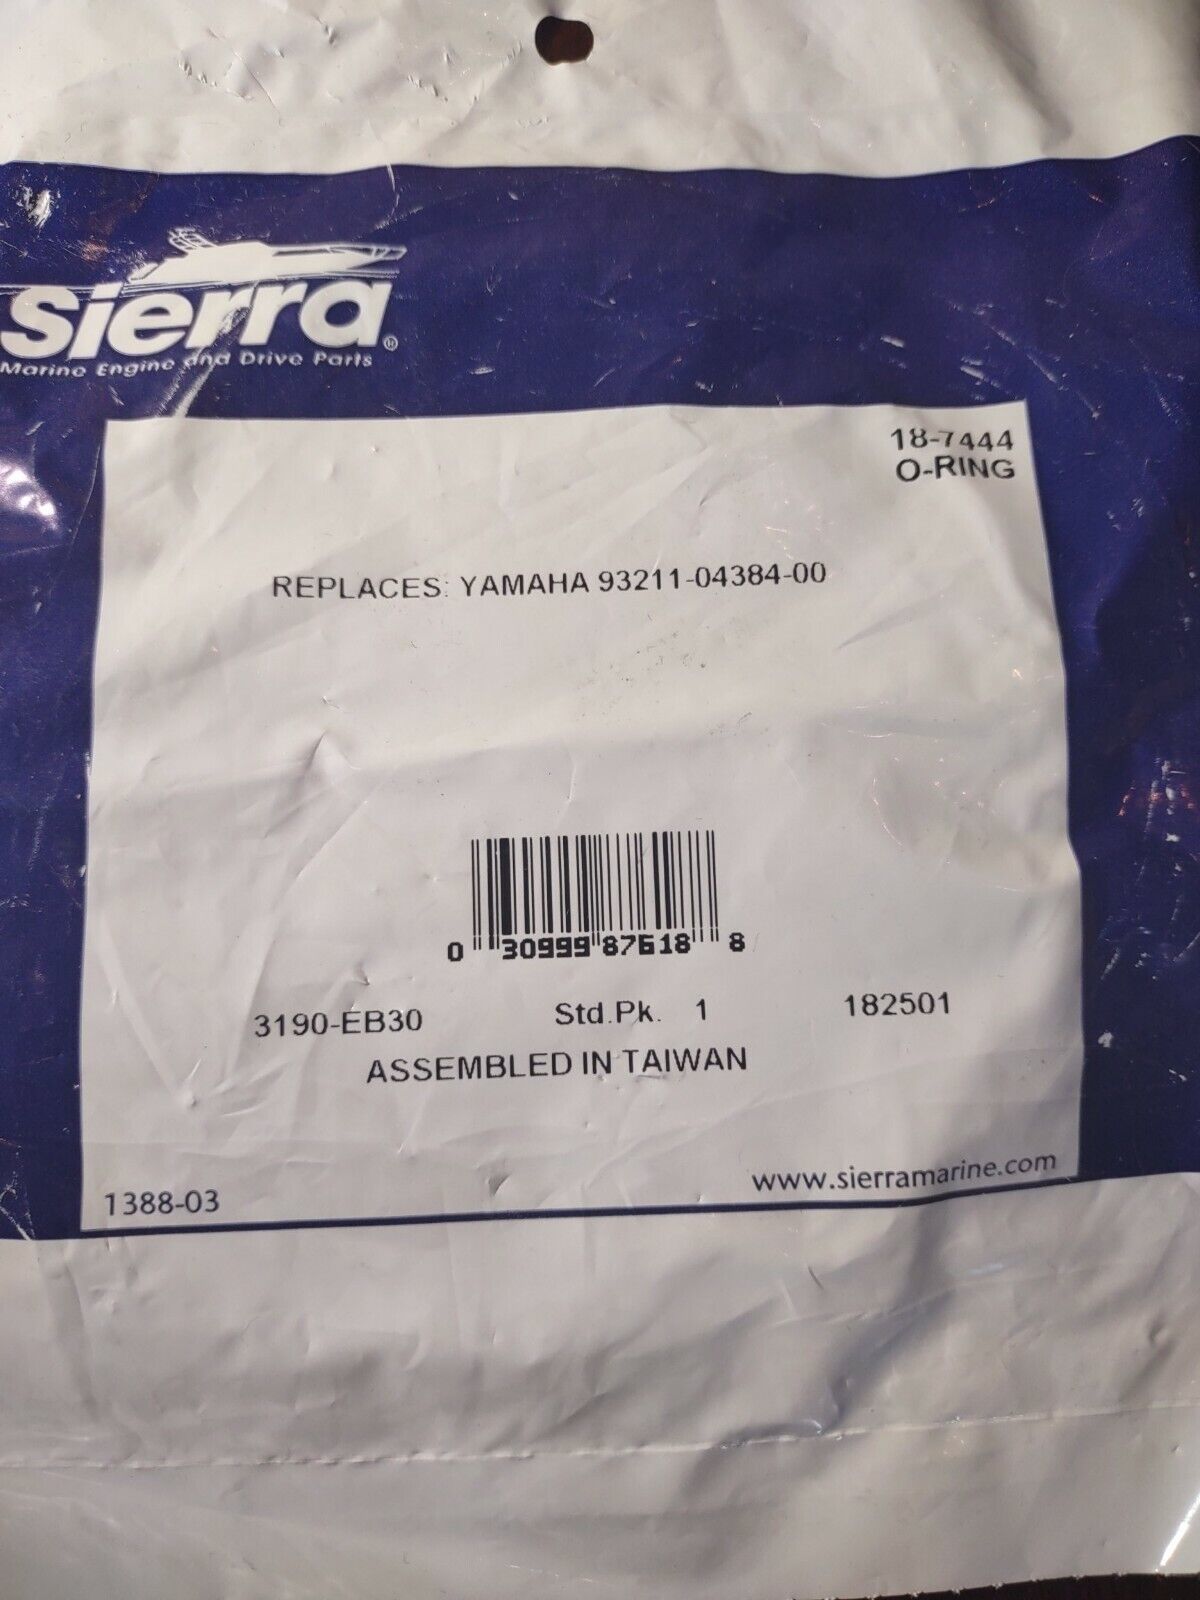 sierra®
Marine Engine and Drive Parts
18-7444
O-RING
REPLACES: YAMAHA 93211-04384-00
0 30999 87618 8
3190-EB30 Std.Pk. 1 182501
ASSEMBLED IN TAIWAN
1388-03 www.sierramarine.com